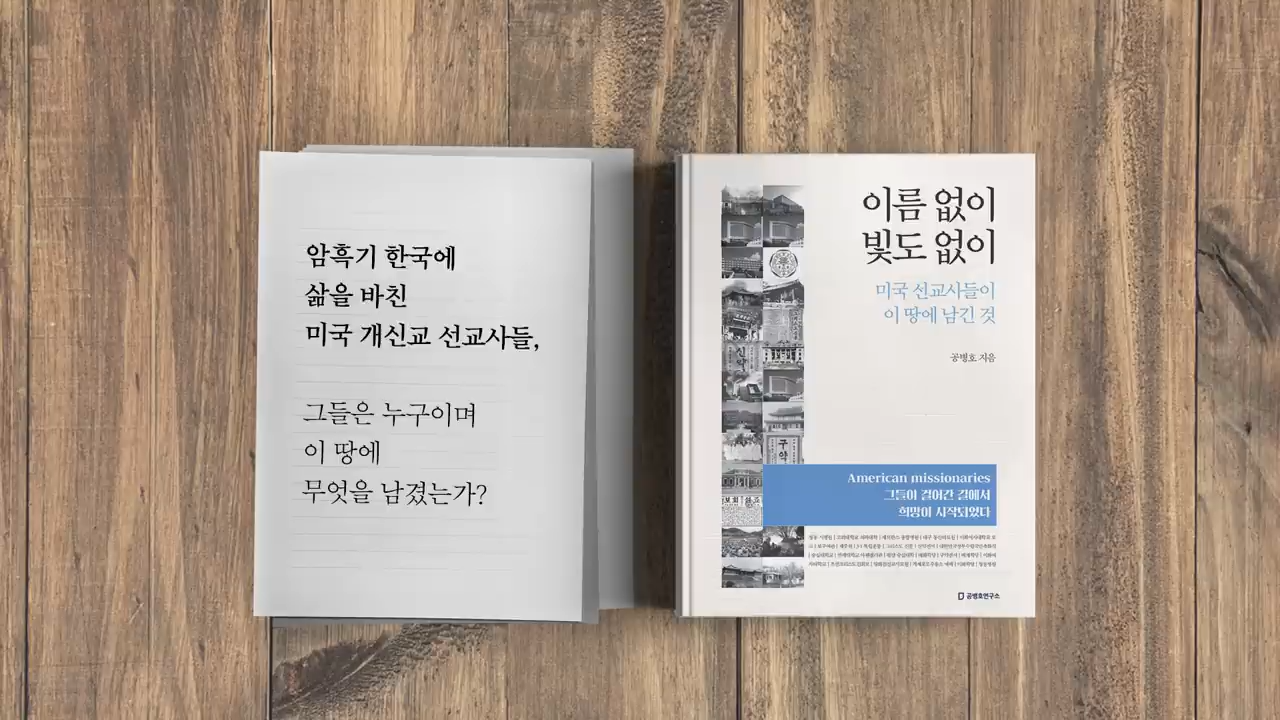 암흑기 한국에
삶을 바친
미국 개신교 선교사들,
그들은 누구이며
이 땅에
무엇을 남겼는가?
이름 없이
빛도 없이
미국 선교사들이
이 땅에 남긴 것
공병호 지음
구약
American missionaries
그들이 걸어간 길에서
희망이 시작되었다
공병호연구소